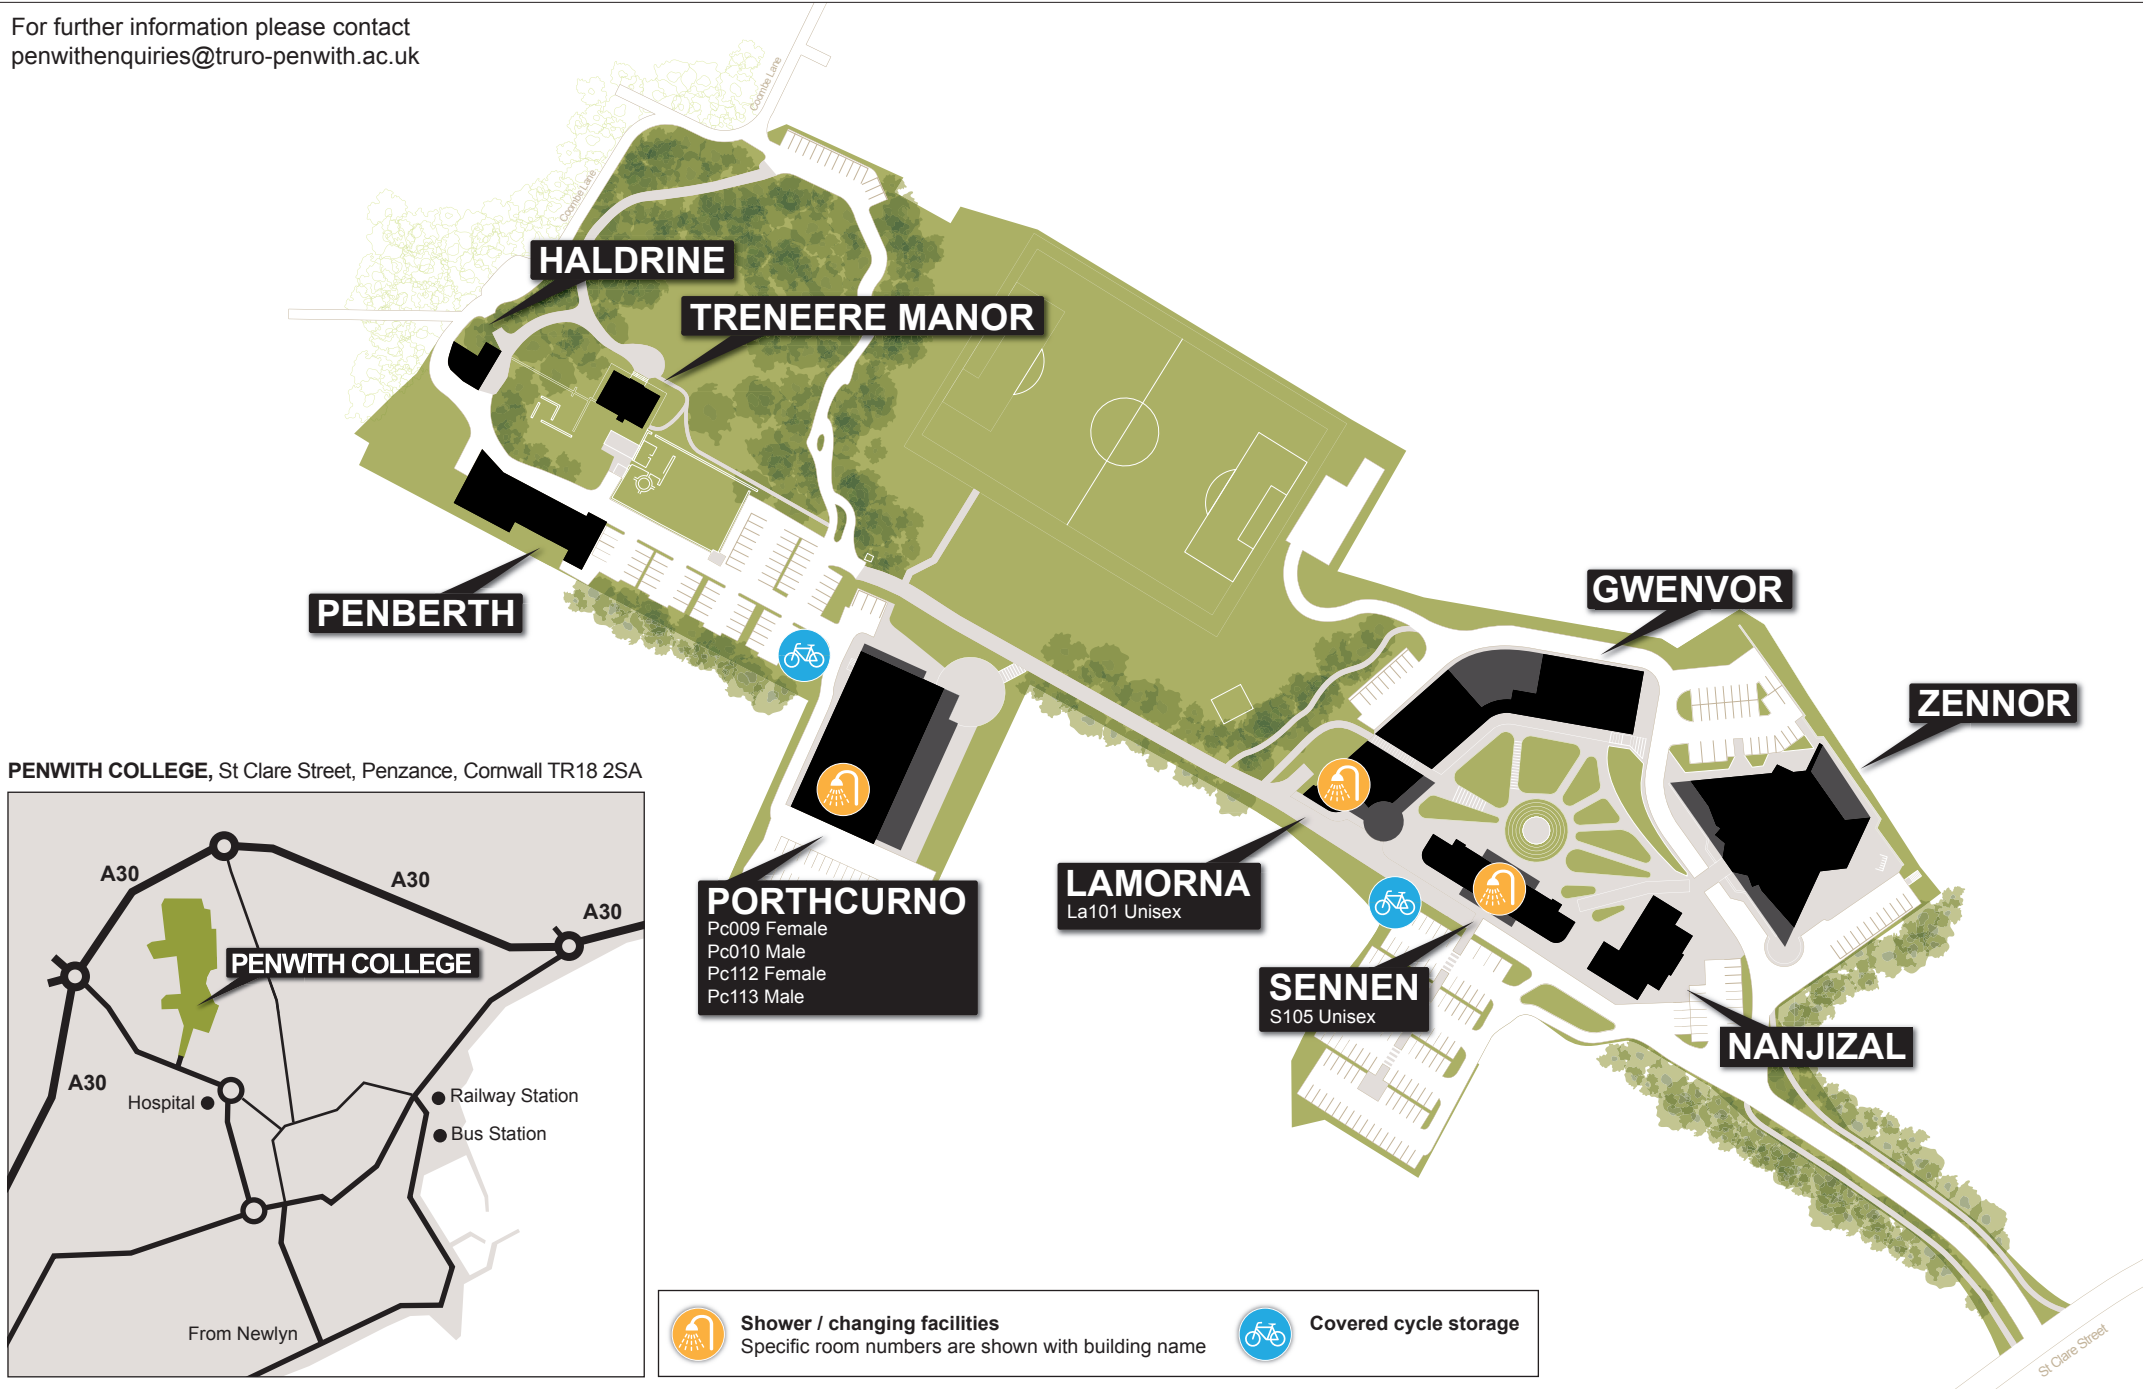 For further information please contact
penwithenquiries@truro-penwith.ac.uk
Coombe Lane
Coombe Lane
HALDRINE
TRENEERE MANOR
PENBERTH
GWENVOR
ZENNOR
PENWITH COLLEGE, St Clare Street, Penzance, Cornwall TR18 2SA
A30
A30
A30
PENWITH COLLEGE
A30
Hospital
Railway Station
Bus Station
From Newlyn
PORTHCURNO
Pc009 Female
Pc010 Male
Pc112 Female
Pc113 Male
LAMORNA
La101 Unisex
SENNEN
S105 Unisex
NANJIZAL
Shower / changing facilities
Specific room numbers are shown with building name
Covered cycle storage
St Clare Street